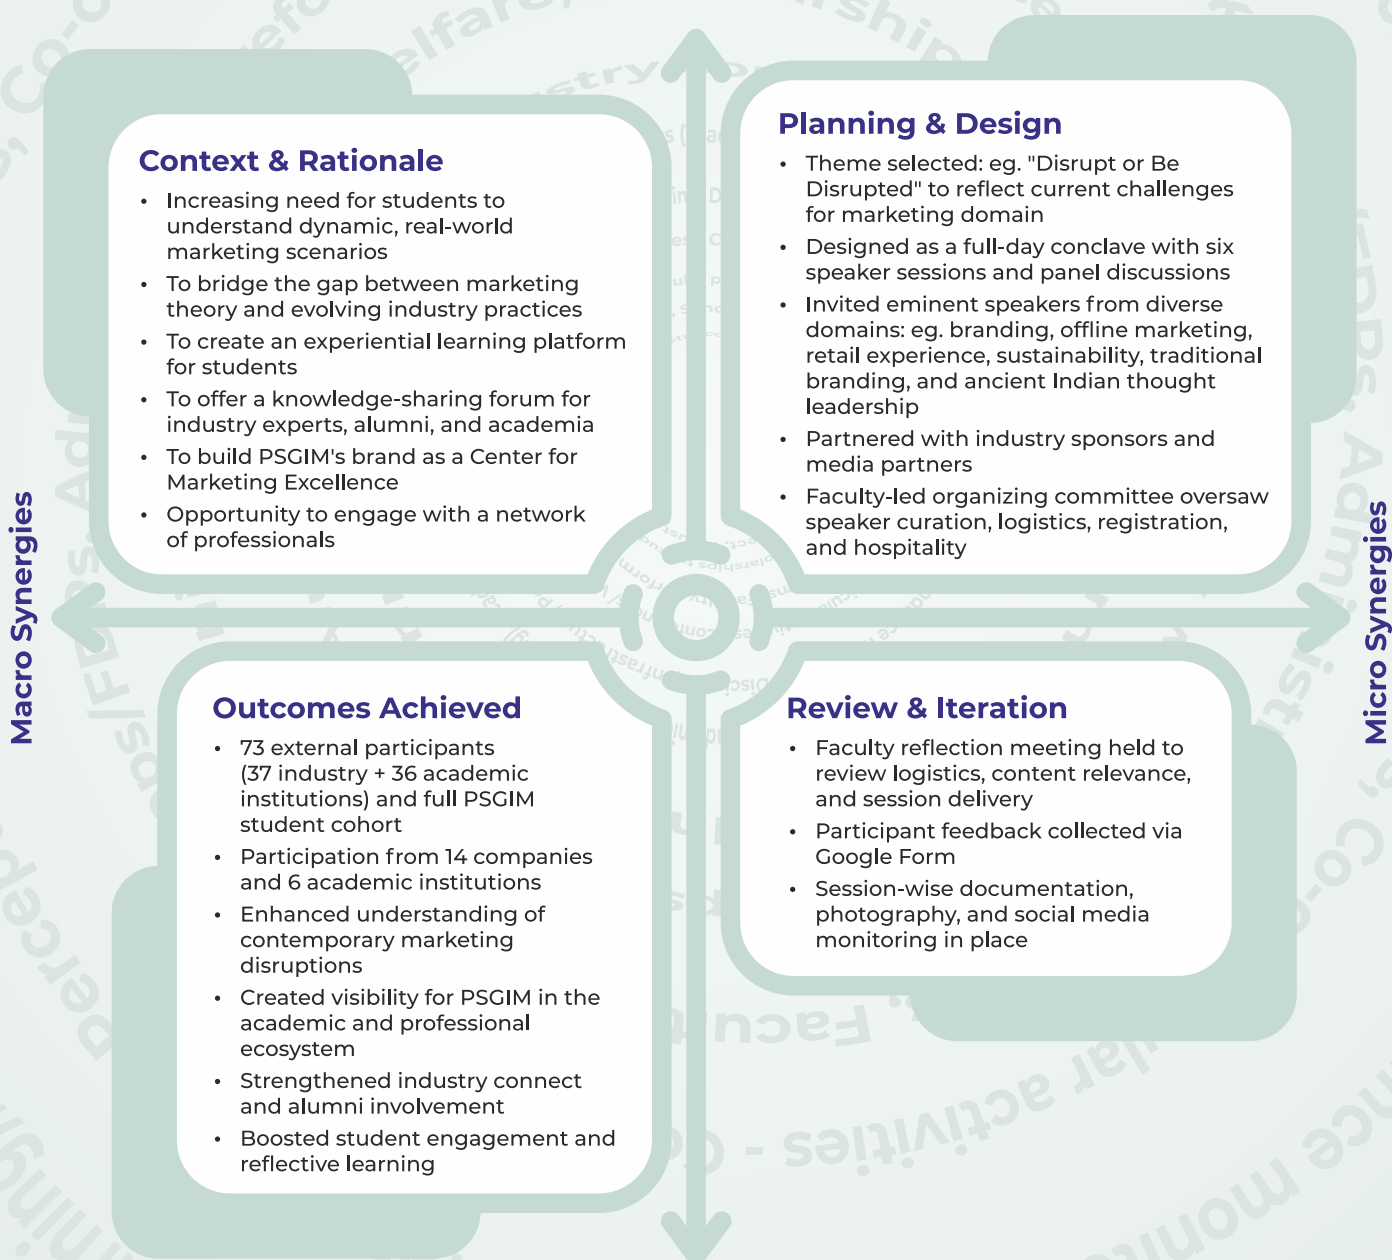 Context & Rationale
• Increasing need for students to
understand dynamic, real-world
marketing scenarios
• To bridge the gap between marketing
theory and evolving industry practices
• To create an experiential learning platform
for students
• To offer a knowledge-sharing forum for
industry experts, alumni, and academia
• To build PSGIM's brand as a Center for
Marketing Excellence
• Opportunity to engage with a network
of professionals
Planning & Design
• Theme selected: eg. "Disrupt or Be
Disrupted" to reflect current challenges
for marketing domain
• Designed as a full-day conclave with six
speaker sessions and panel discussions
• Invited eminent speakers from diverse
domains: eg. branding, offline marketing,
retail experience, sustainability, traditional
branding, and ancient Indian thought
leadership
• Partnered with industry sponsors and
media partners
• Faculty-led organizing committee oversaw
speaker curation, logistics, registration,
and hospitality
Macro Synergies
Micro Synergies
Outcomes Achieved
• 73 external participants
(37 industry + 36 academic
institutions) and full PSGIM
student cohort
• Participation from 14 companies
and 6 academic institutions
• Enhanced understanding of
contemporary marketing
disruptions
• Created visibility for PSGIM in the
academic and professional
ecosystem
• Strengthened industry connect
and alumni involvement
• Boosted student engagement and
reflective learning
Review & Iteration
• Faculty reflection meeting held to
review logistics, content relevance,
and session delivery
• Participant feedback collected via
Google Form
• Session-wise documentation,
photography, and social media
monitoring in place